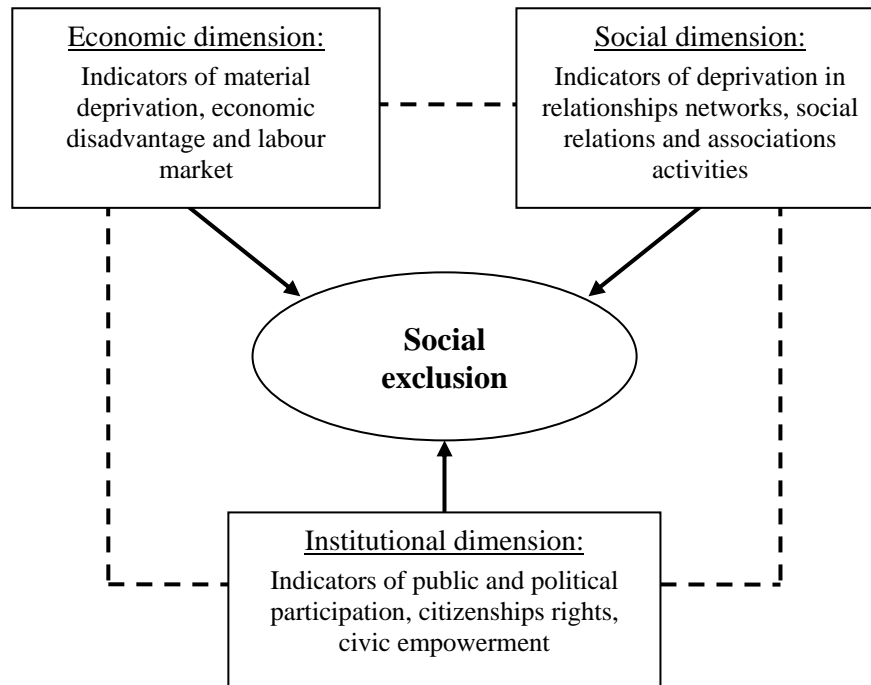 Economic dimension:
Indicators of material
deprivation, economic
disadvantage and labour
market
Social dimension:
Indicators of deprivation in
relationships networks, social
relations and associations
activities
Social
exclusion
Institutional dimension:
Indicators of public and political
participation, citizenships rights,
civic empowerment